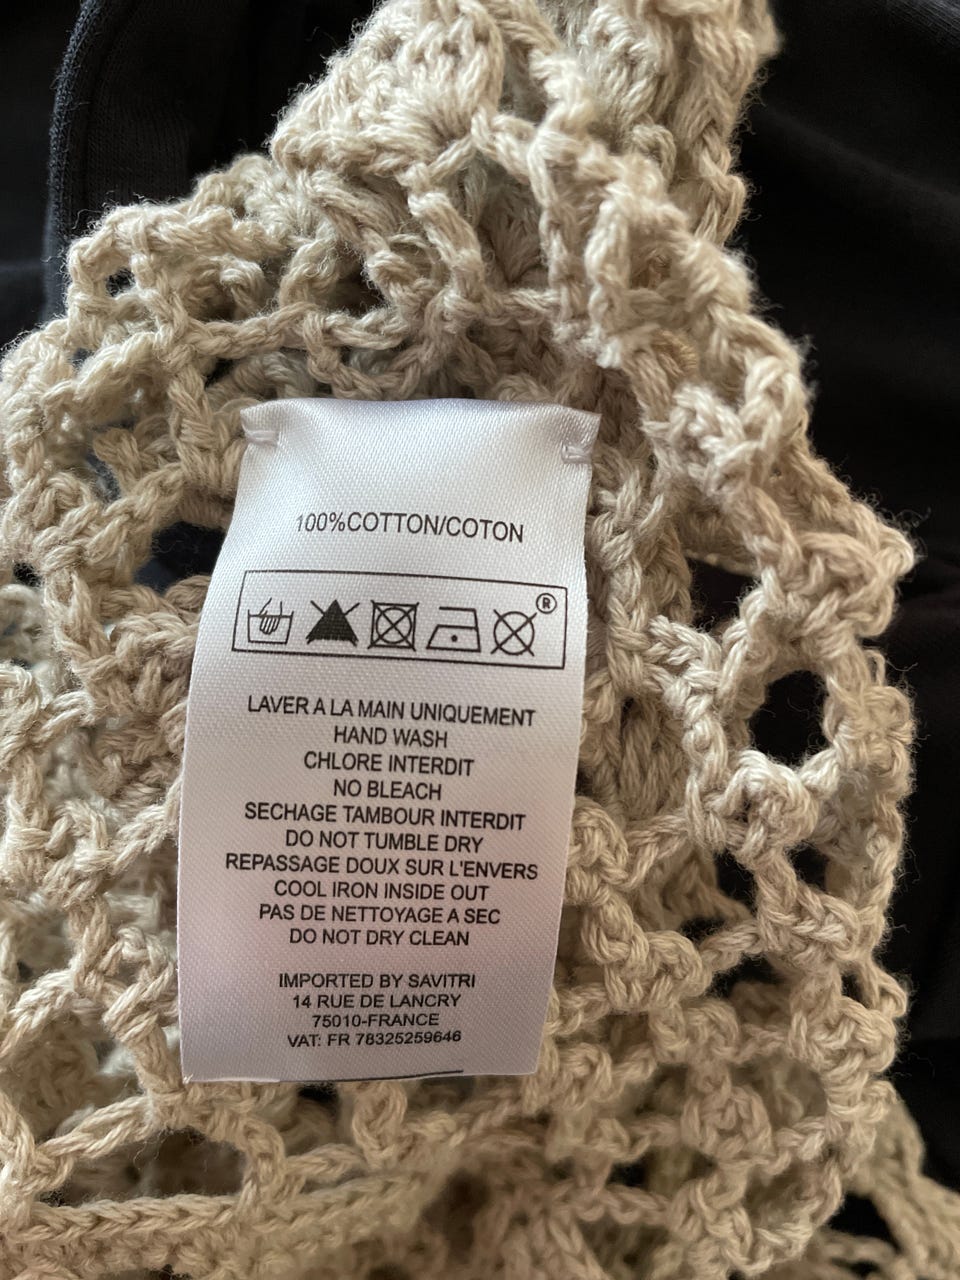 100%COTTON/COTON
®
LAVER A LA MAIN UNIQUEMENT
HAND WASH
CHLORE INTERDIT
NO BLEACH
SECHAGE TAMBOUR INTERDIT
DO NOT TUMBLE DRY
REPASSAGE DOUX SUR L'ENVERS
COOL IRON INSIDE OUT
PAS DE NETTOYAGE A SEC
DO NOT DRY CLEAN
IMPORTED BY SAVITRI
14 RUE DE LANCRY
75010-FRANCE
VAT: FR 78325259646